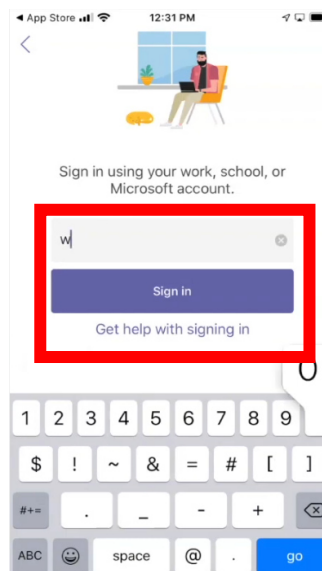 ◀ App Store 12:31 PM
Sign in using your work, school, or
Microsoft account.
w
Sign in
Get help with signing in
0
1 2 3 4 5 6 7 8 9
$ ! ~ & = # [ ]
#+= . _ - +
ABC space @ . go